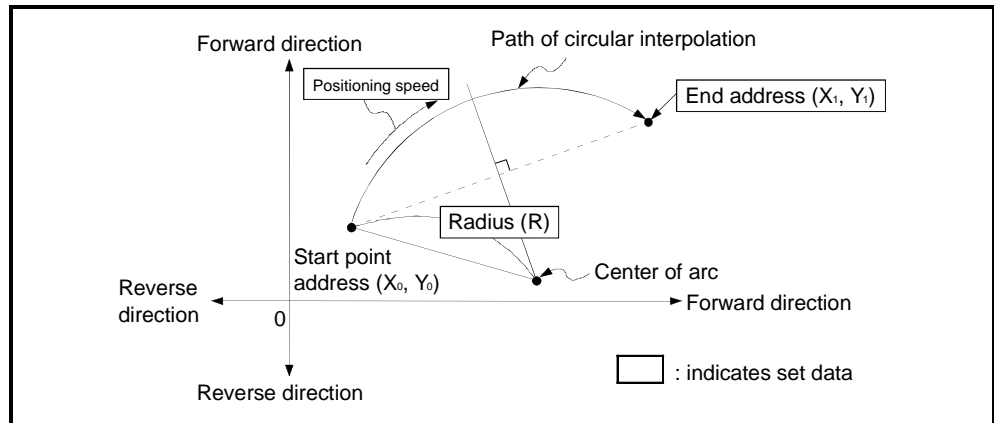 Forward direction
Path of circular interpolation
Positioning speed
End address (X₁, Y₁)
Radius (R)
Start point
address (X₀, Y₀)
Center of arc
Reverse
direction
Forward direction
0
Reverse direction
: indicates set data